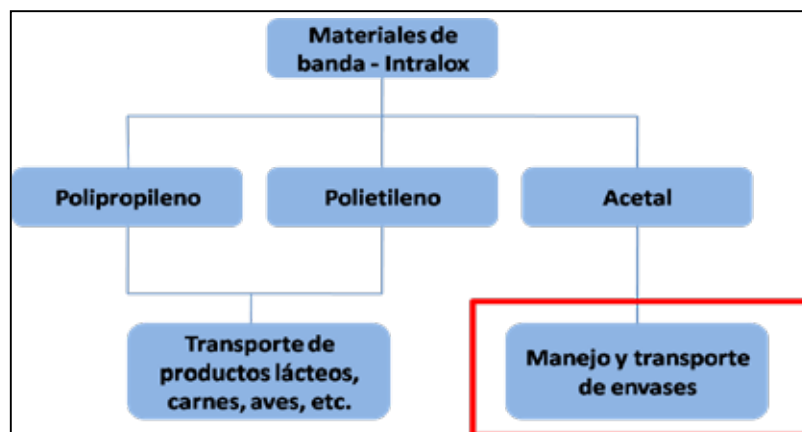 Materiales de
banda - Intralox
Polipropileno
Polietileno
Acetal
Transporte de
productos lácteos,
carnes, aves, etc.
Manejo y transporte
de envases